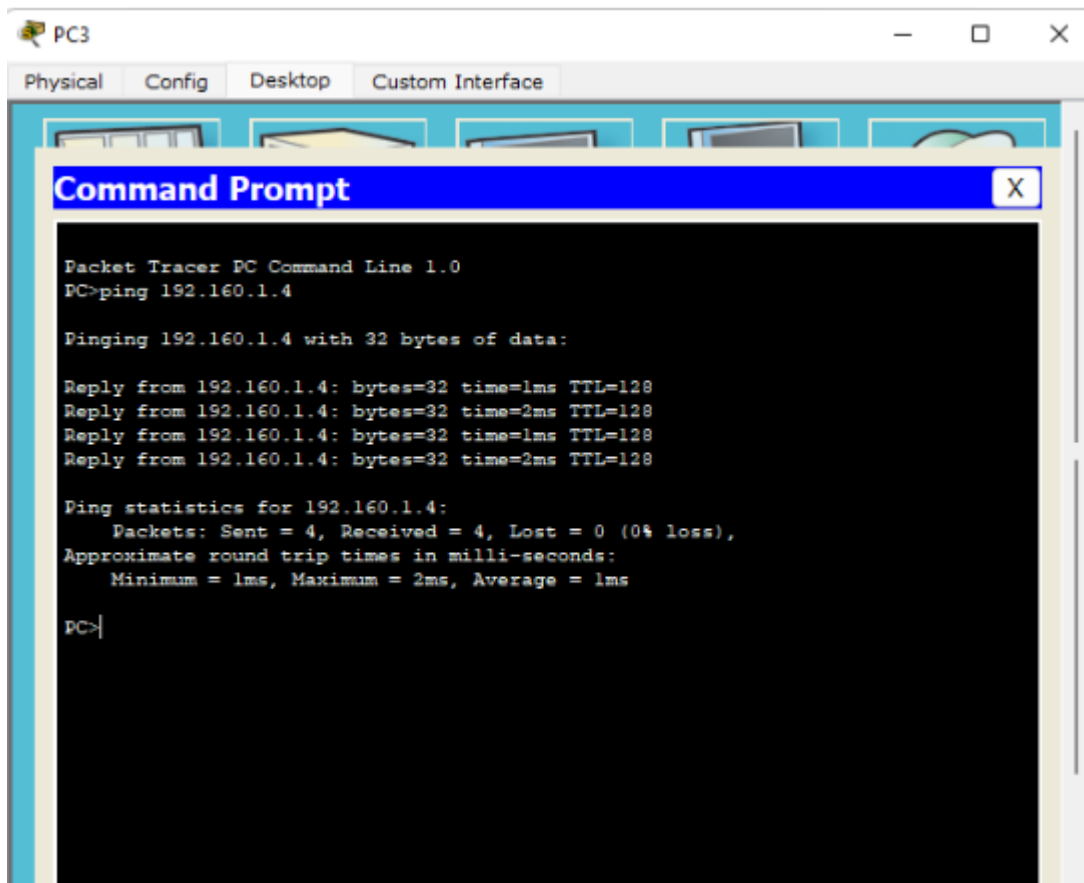 PC3
Physical Config Desktop Custom Interface
Command Prompt
X
Packet Tracer PC Command Line 1.0
PC>ping 192.160.1.4
Pinging 192.160.1.4 with 32 bytes of data:
Reply from 192.160.1.4: bytes=32 time=1ms TTL=128
Reply from 192.160.1.4: bytes=32 time=2ms TTL=128
Reply from 192.160.1.4: bytes=32 time=1ms TTL=128
Reply from 192.160.1.4: bytes=32 time=2ms TTL=128
Ping statistics for 192.160.1.4:
Packets: Sent = 4, Received = 4, Lost = 0 (0% loss),
Approximate round trip times in milli-seconds:
Minimum = 1ms, Maximum = 2ms, Average = 1ms
PC>